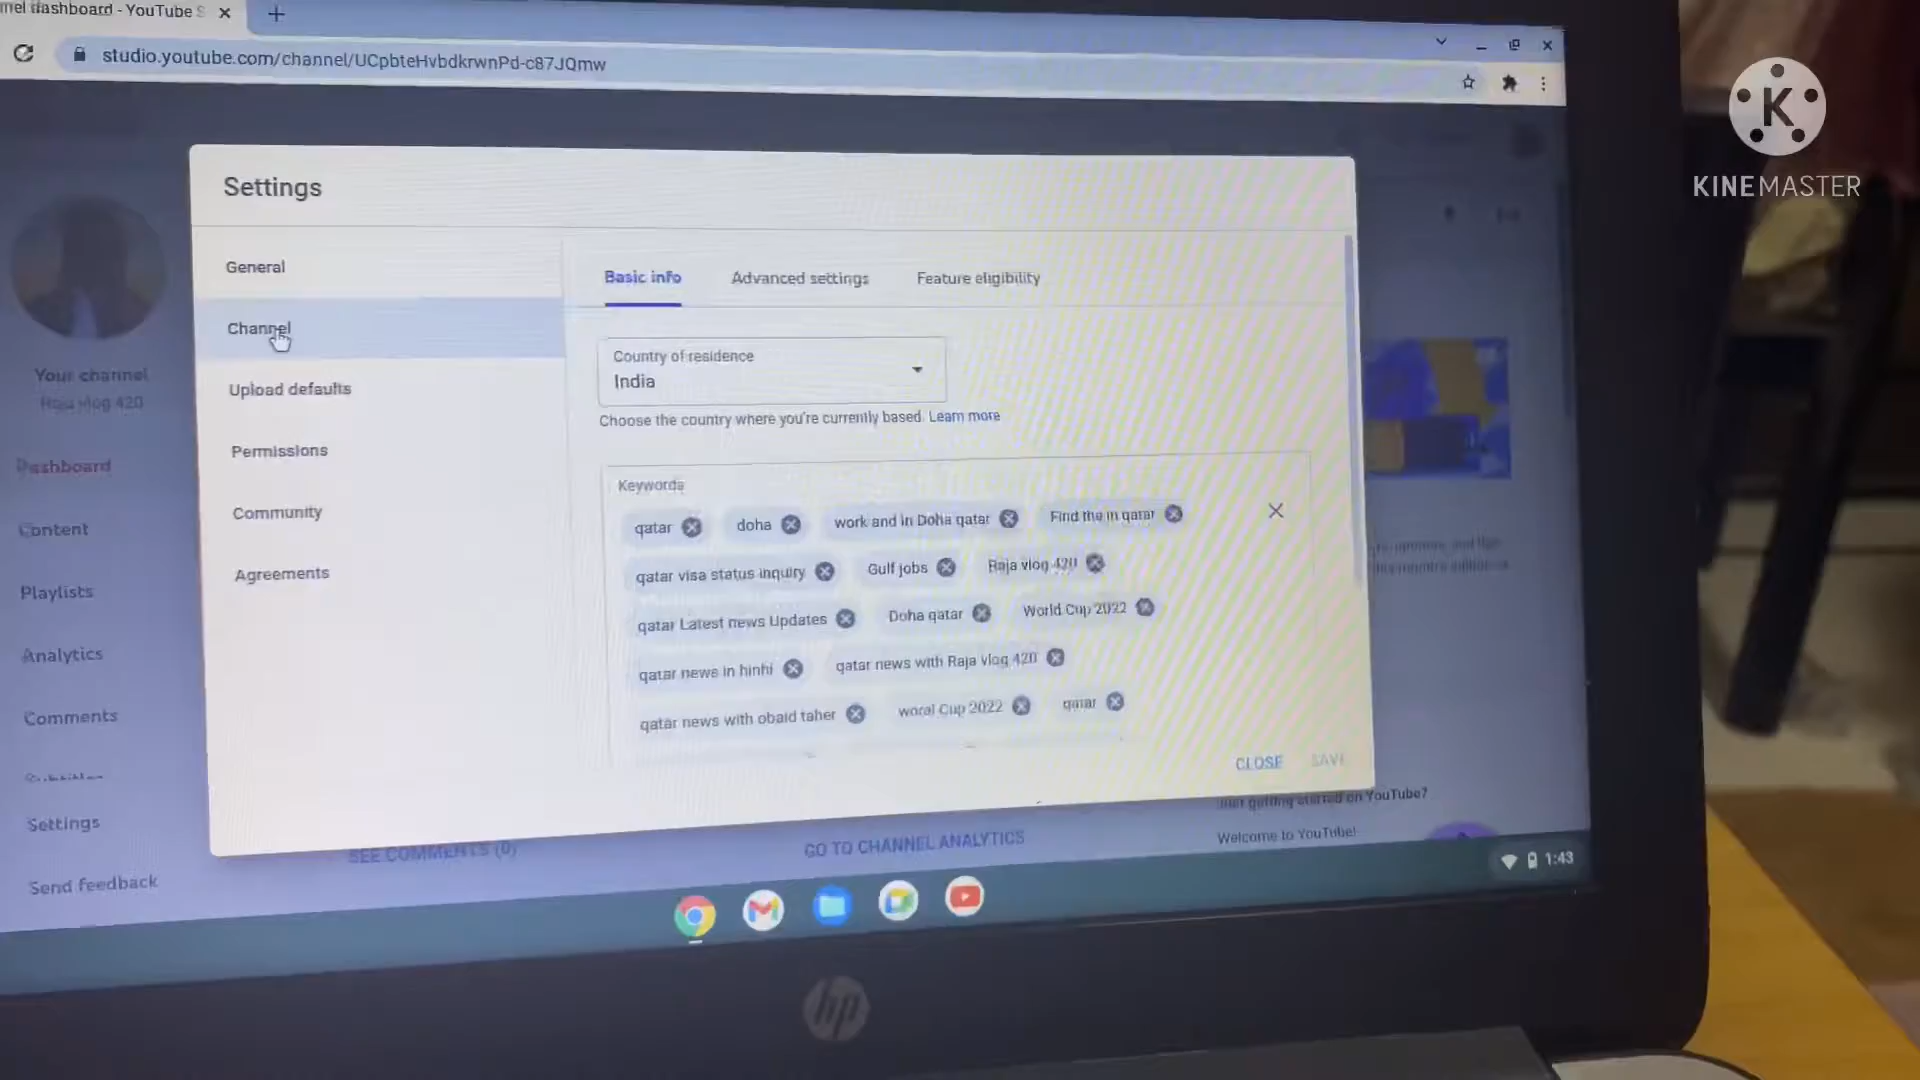 nel dashboard - YouTube S
studio.youtube.com/channel/UCpbteHvbdkrwnPd-c87JQmw
K
KINEMASTER
Settings
General
Channel
Upload defaults
Permissions
Community
Agreements
Basic info Advanced settings Feature eligibility
Country of residence
India
Choose the country where you're currently based. Learn more
Keywords
qatar doha work and in Doha qatar Find the in qatar
qatar visa status inquiry Gulf jobs Raja vlog 420
qatar Latest news Updates Doha qatar World Cup 2022
qatar news in hinhi qatar news with Raja vlog 420
qatar news with obaid taher woral Cup 2022 qatar
CLOSE SAVE
Your channel
Raja vlog 420
Dashboard
Content
Playlists
Analytics
Comments
Settings
Send feedback
SEE COMMENTS (0)
GO TO CHANNEL ANALYTICS
Just getting started on YouTube?
Welcome to YouTube!
1:43
hp